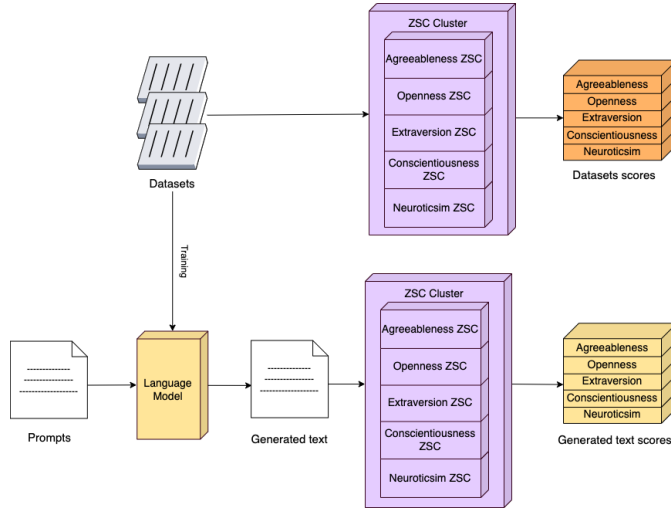 ZSC Cluster
Agreeableness ZSC
Openness ZSC
Extraversion ZSC
Conscientiousness
ZSC
Neuroticsim ZSC
Agreeableness
Openness
Extraversion
Conscientiousness
Neuroticsim
Datasets
Datasets scores
Training
ZSC Cluster
Agreeableness ZSC
Openness ZSC
Extraversion ZSC
Conscientiousness
ZSC
Neuroticsim ZSC
Language
Model
Agreeableness
Openness
Extraversion
Conscientiousness
Neuroticsim
Prompts
Generated text
Generated text scores